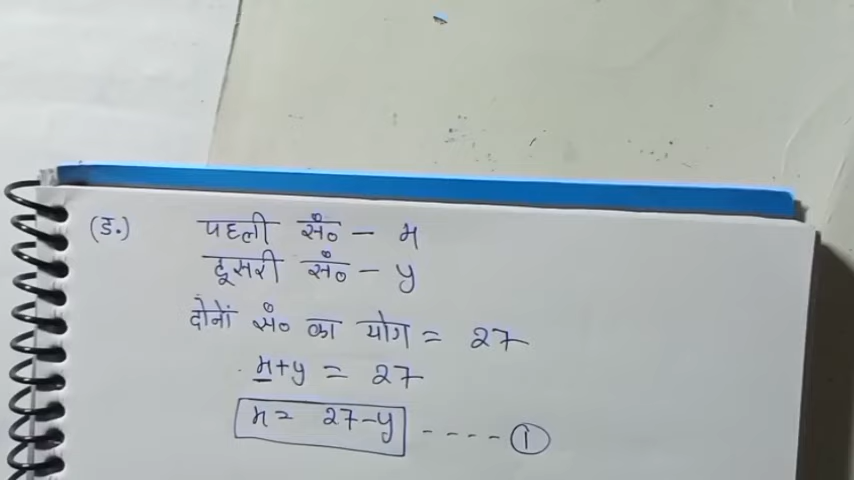 (ङ.) पहली सं० - x
दूसरी सं० - y
दोनों सं० का योग = 27
x+y = 27
x = 27-y ---- ①